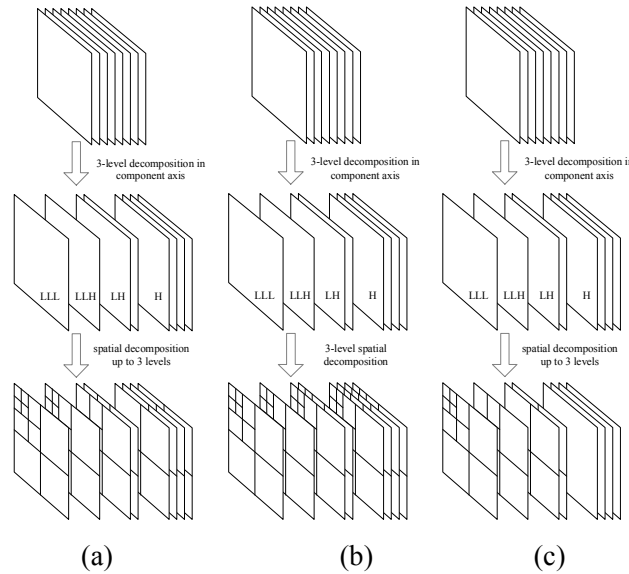 3-level decomposition in
component axis
3-level decomposition in
component axis
3-level decomposition in
component axis
LLL LLH LH H
LLL LLH LH H
LLL LLH LH H
spatial decomposition
up to 3 levels
3-level spatial
decomposition
spatial decomposition
up to 3 levels
(a) (b) (c)